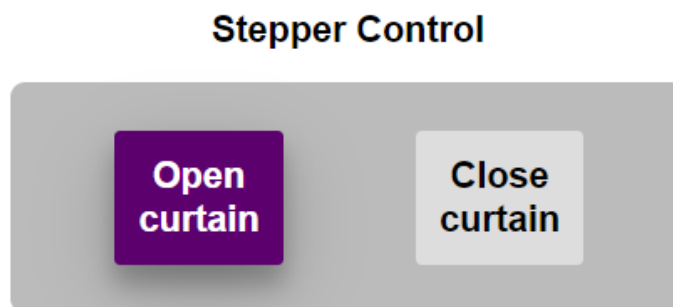 Stepper Control
Open
curtain
Close
curtain